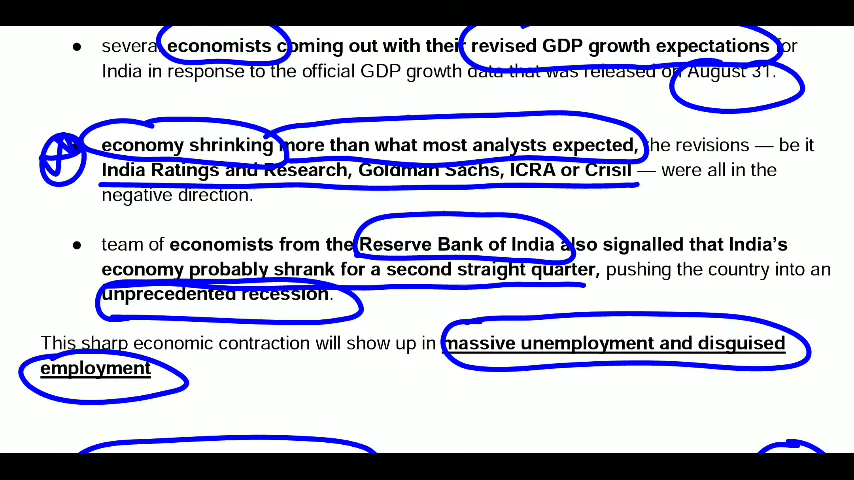 ● several economists coming out with their revised GDP growth expectations for
India in response to the official GDP growth data that was released on August 31.
economy shrinking more than what most analysts expected, the revisions — be it
India Ratings and Research, Goldman Sachs, ICRA or Crisil — were all in the
negative direction.
● team of economists from the Reserve Bank of India also signalled that India's
economy probably shrank for a second straight quarter, pushing the country into an
unprecedented recession.
This sharp economic contraction will show up in massive unemployment and disguised
employment